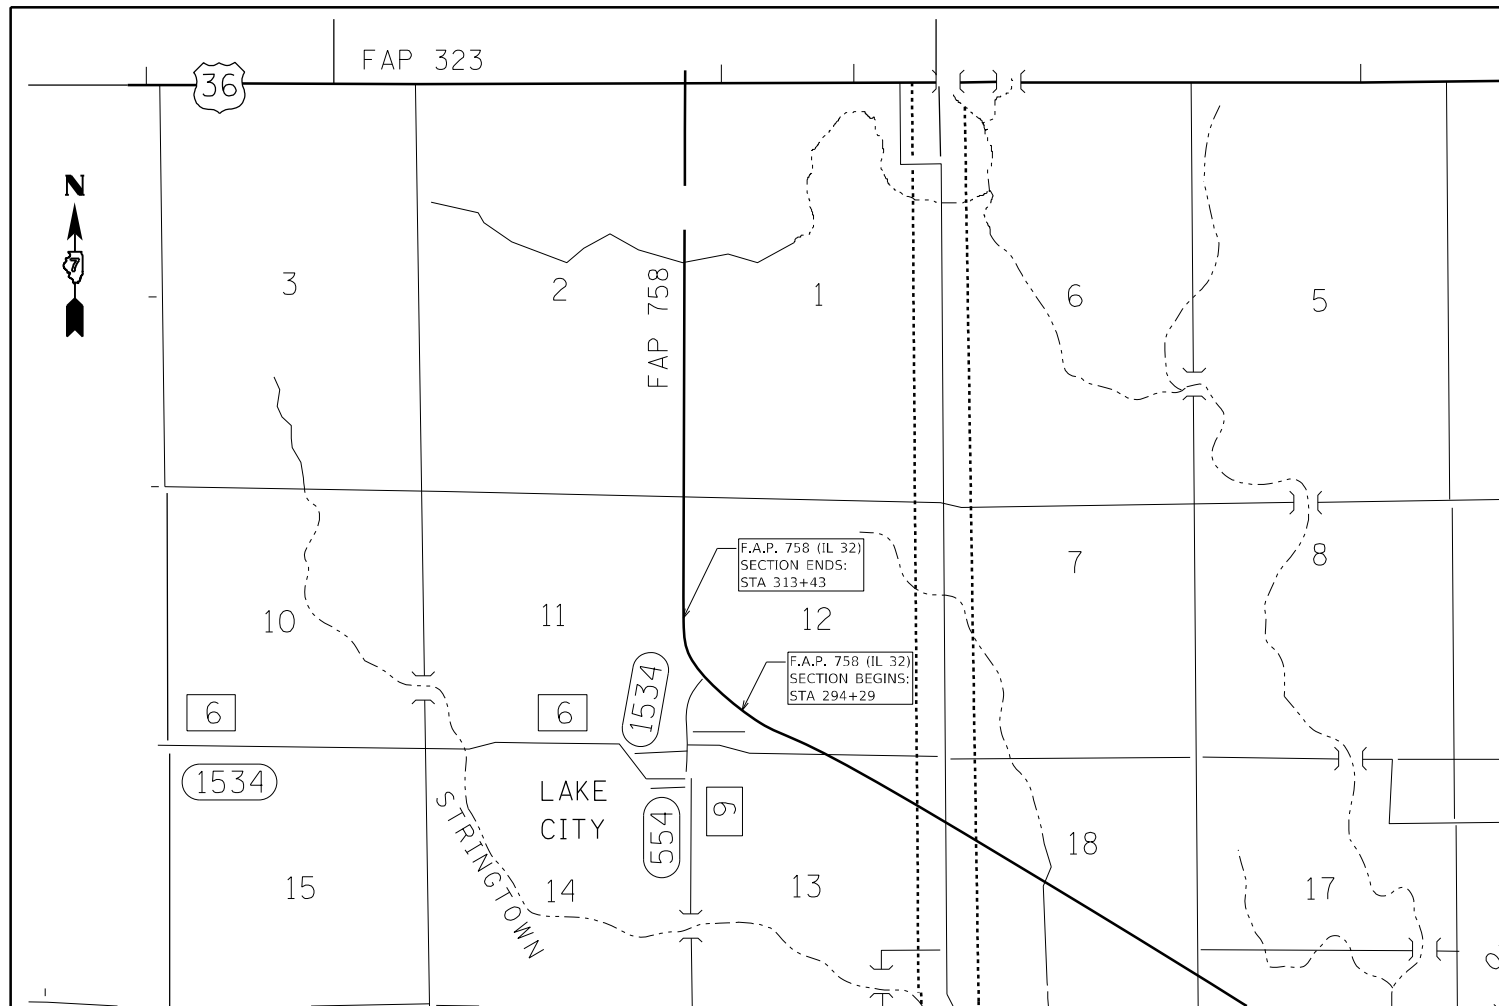 FAP 323
36
N
7
3
2
1
6
5
FAP 758
F.A.P. 758 (IL 32)
SECTION ENDS:
STA 313+43
7
8
10
11
12
F.A.P. 758 (IL 32)
SECTION BEGINS:
STA 294+29
1534
6
6
1534
LAKE
CITY
9
554
STRINGTOWN
18
15
14
13
17